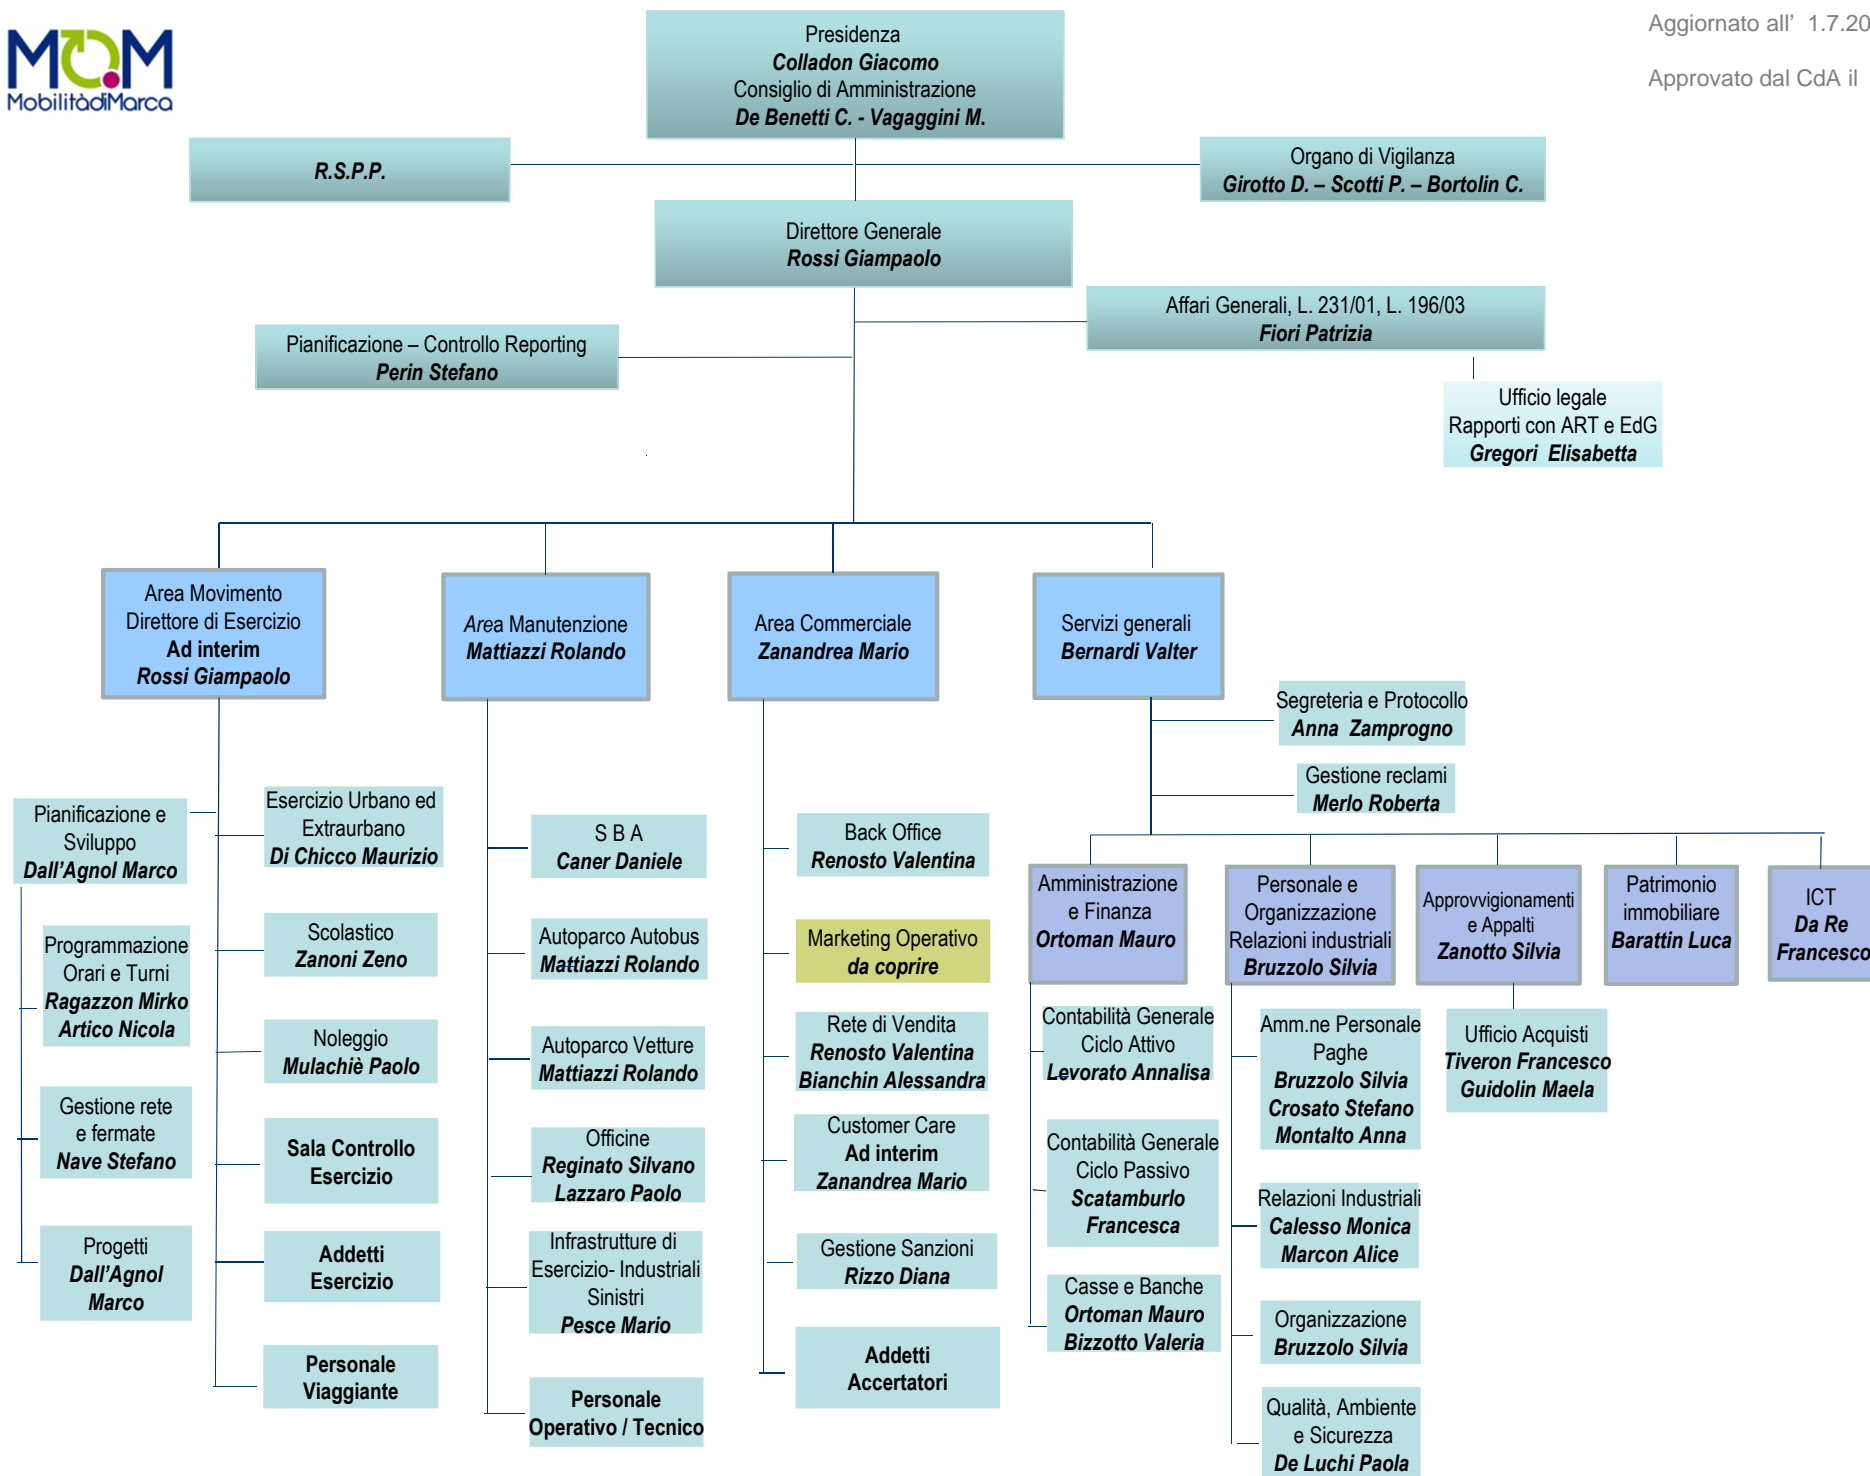 MOM
MobilitàdiMarca
Aggiornato all' 1.7.20
Approvato dal CdA il
Presidenza
Colladon Giacomo
Consiglio di Amministrazione
De Benetti C. - Vagaggini M.
R.S.P.P.
Organo di Vigilanza
Girotto D. – Scotti P. – Bortolin C.
Direttore Generale
Rossi Giampaolo
Affari Generali, L. 231/01, L. 196/03
Fiori Patrizia
Pianificazione – Controllo Reporting
Perin Stefano
Ufficio legale
Rapporti con ART e EdG
Gregori Elisabetta
Area Movimento
Direttore di Esercizio
Ad interim
Rossi Giampaolo
Area Manutenzione
Mattiazzi Rolando
Area Commerciale
Zanandrea Mario
Servizi generali
Bernardi Valter
Segreteria e Protocollo
Anna Zamprogno
Gestione reclami
Merlo Roberta
Pianificazione e
Sviluppo
Dall'Agnol Marco
Programmazione
Orari e Turni
Ragazzon Mirko
Artico Nicola
Gestione rete
e fermate
Nave Stefano
Progetti
Dall'Agnol
Marco
Esercizio Urbano ed
Extraurbano
Di Chicco Maurizio
Scolastico
Zanoni Zeno
Noleggio
Mulachiè Paolo
Sala Controllo
Esercizio
Addetti
Esercizio
Personale
Viaggiante
S B A
Caner Daniele
Autoparco Autobus
Mattiazzi Rolando
Autoparco Vetture
Mattiazzi Rolando
Officine
Reginato Silvano
Lazzaro Paolo
Infrastrutture di
Esercizio- Industriali
Sinistri
Pesce Mario
Personale
Operativo / Tecnico
Back Office
Renosto Valentina
Marketing Operativo
da coprire
Rete di Vendita
Renosto Valentina
Bianchin Alessandra
Customer Care
Ad interim
Zanandrea Mario
Gestione Sanzioni
Rizzo Diana
Addetti
Accertatori
Amministrazione
e Finanza
Ortoman Mauro
Contabilità Generale
Ciclo Attivo
Levorato Annalisa
Contabilità Generale
Ciclo Passivo
Scatamburlo
Francesca
Casse e Banche
Ortoman Mauro
Bizzotto Valeria
Personale e
Organizzazione
Relazioni industriali
Bruzzolo Silvia
Amm.ne Personale
Paghe
Bruzzolo Silvia
Crosato Stefano
Montalto Anna
Relazioni Industriali
Calesso Monica
Marcon Alice
Organizzazione
Bruzzolo Silvia
Qualità, Ambiente
e Sicurezza
De Luchi Paola
Approvvigionamenti
e Appalti
Zanotto Silvia
Ufficio Acquisti
Tiveron Francesco
Guidolin Maela
Patrimonio
immobiliare
Barattin Luca
ICT
Da Re
Francesco